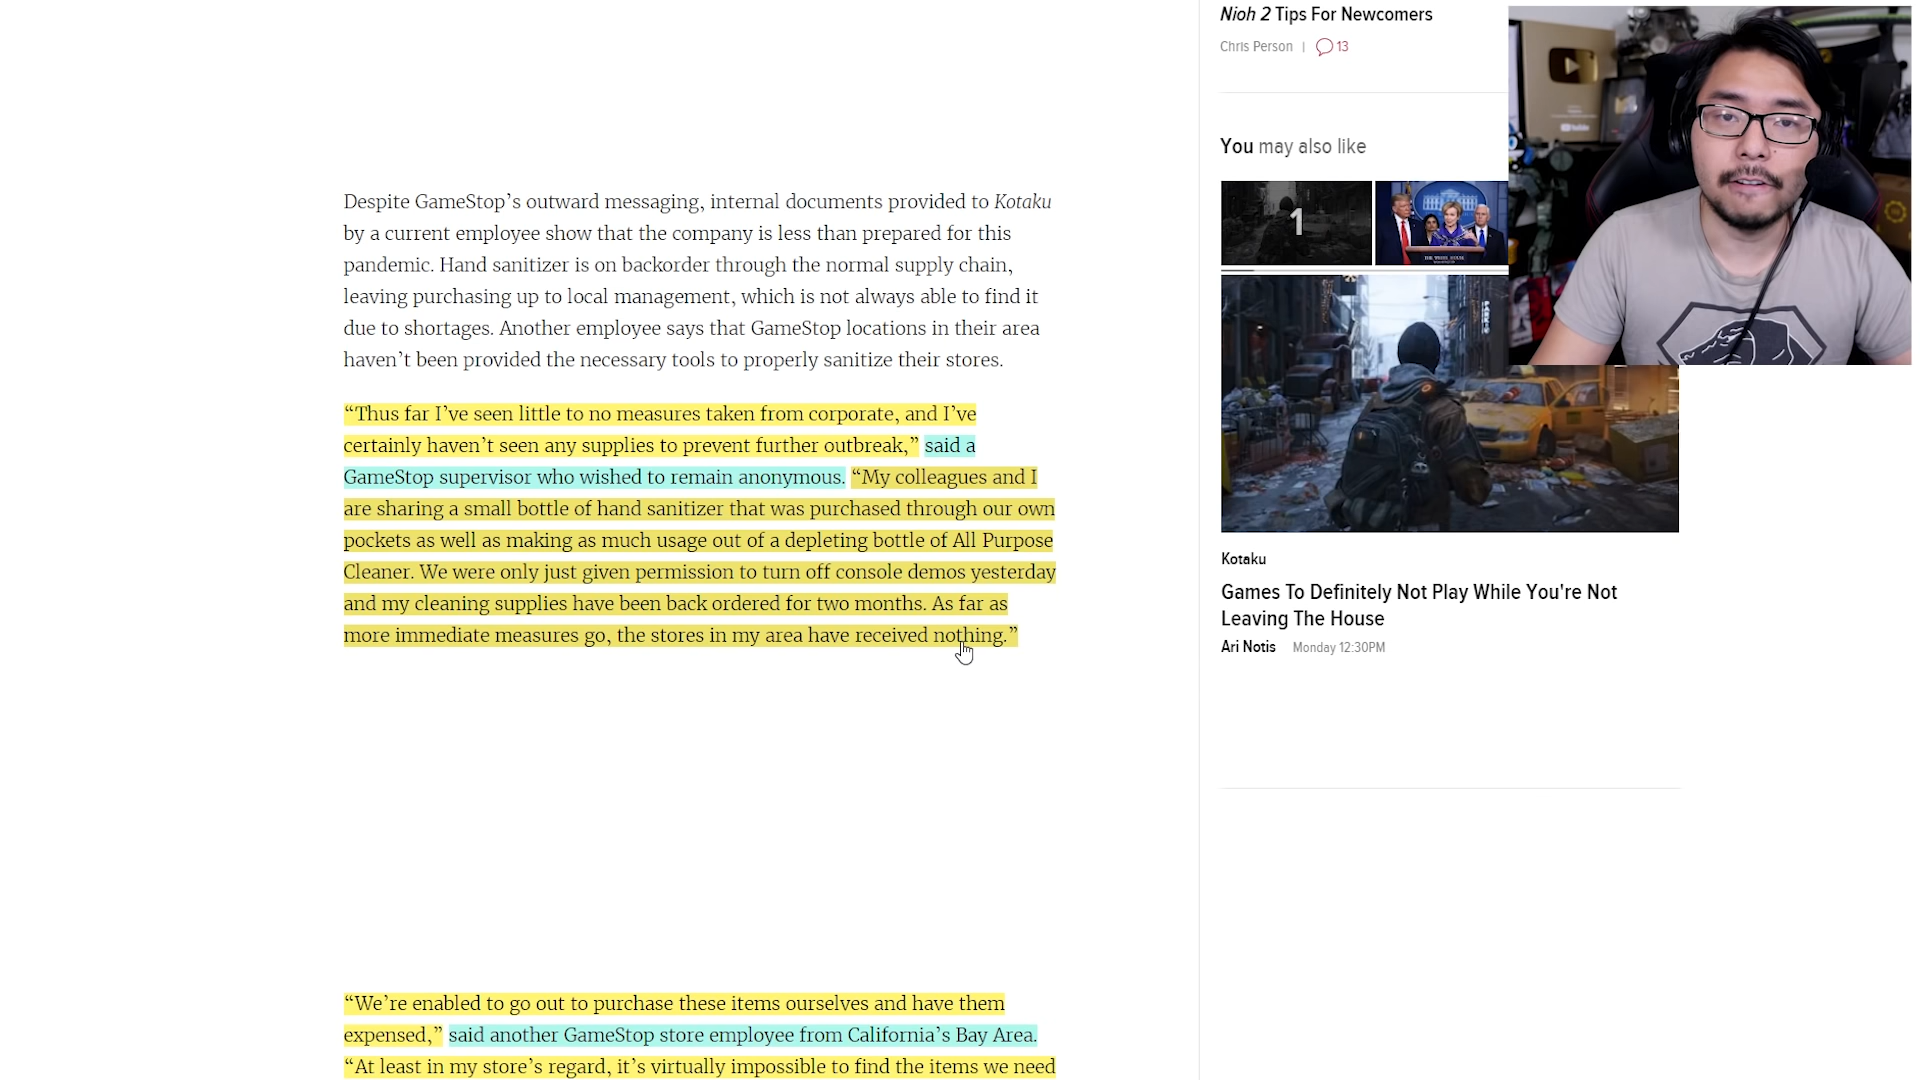 Despite GameStop’s outward messaging, internal documents provided to Kotaku
by a current employee show that the company is less than prepared for this
pandemic. Hand sanitizer is on backorder through the normal supply chain,
leaving purchasing up to local management, which is not always able to find it
due to shortages. Another employee says that GameStop locations in their area
haven’t been provided the necessary tools to properly sanitize their stores.
“Thus far I’ve seen little to no measures taken from corporate, and I’ve
certainly haven’t seen any supplies to prevent further outbreak,” said a
GameStop supervisor who wished to remain anonymous. “My colleagues and I
are sharing a small bottle of hand sanitizer that was purchased through our own
pockets as well as making as much usage out of a depleting bottle of All Purpose
Cleaner. We were only just given permission to turn off console demos yesterday
and my cleaning supplies have been back ordered for two months. As far as
more immediate measures go, the stores in my area have received nothing.”
“We’re enabled to go out to purchase these items ourselves and have them
expensed,” said another GameStop store employee from California’s Bay Area.
“At least in my store’s regard, it’s virtually impossible to find the items we need
Nioh 2 Tips For Newcomers
Chris Person | 13
You may also like
1
THE WHITE HOUSE
Kotaku
Games To Definitely Not Play While You're Not
Leaving The House
Ari Notis Monday 12:30PM
YouTube